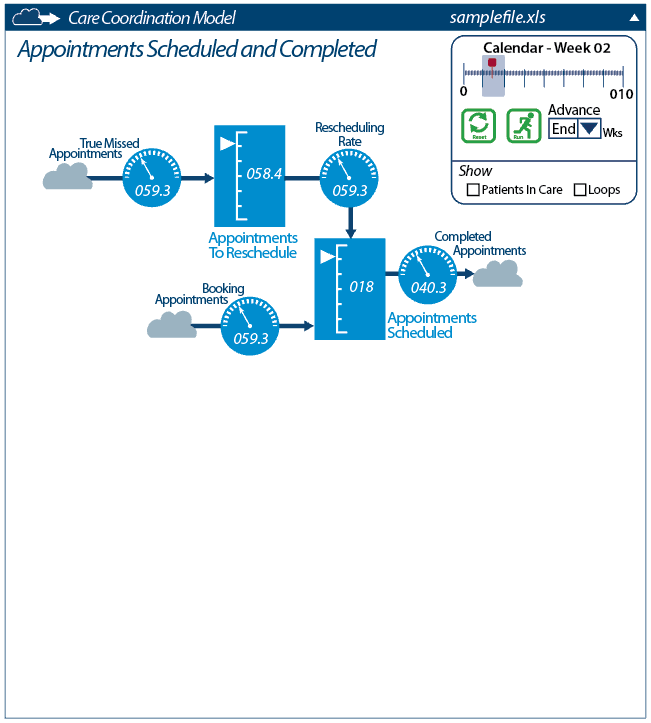 Care Coordination Model
samplefile.xls
Appointments Scheduled and Completed
Calendar - Week 02
0
010
Reset
Run
Advance
End
Wks
Show
Patients In Care
Loops
True Missed
Appointments
059.3
058.4
Appointments
To Reschedule
Rescheduling
Rate
059.3
018
Appointments
Scheduled
Completed
Appointments
040.3
Booking
Appointments
059.3